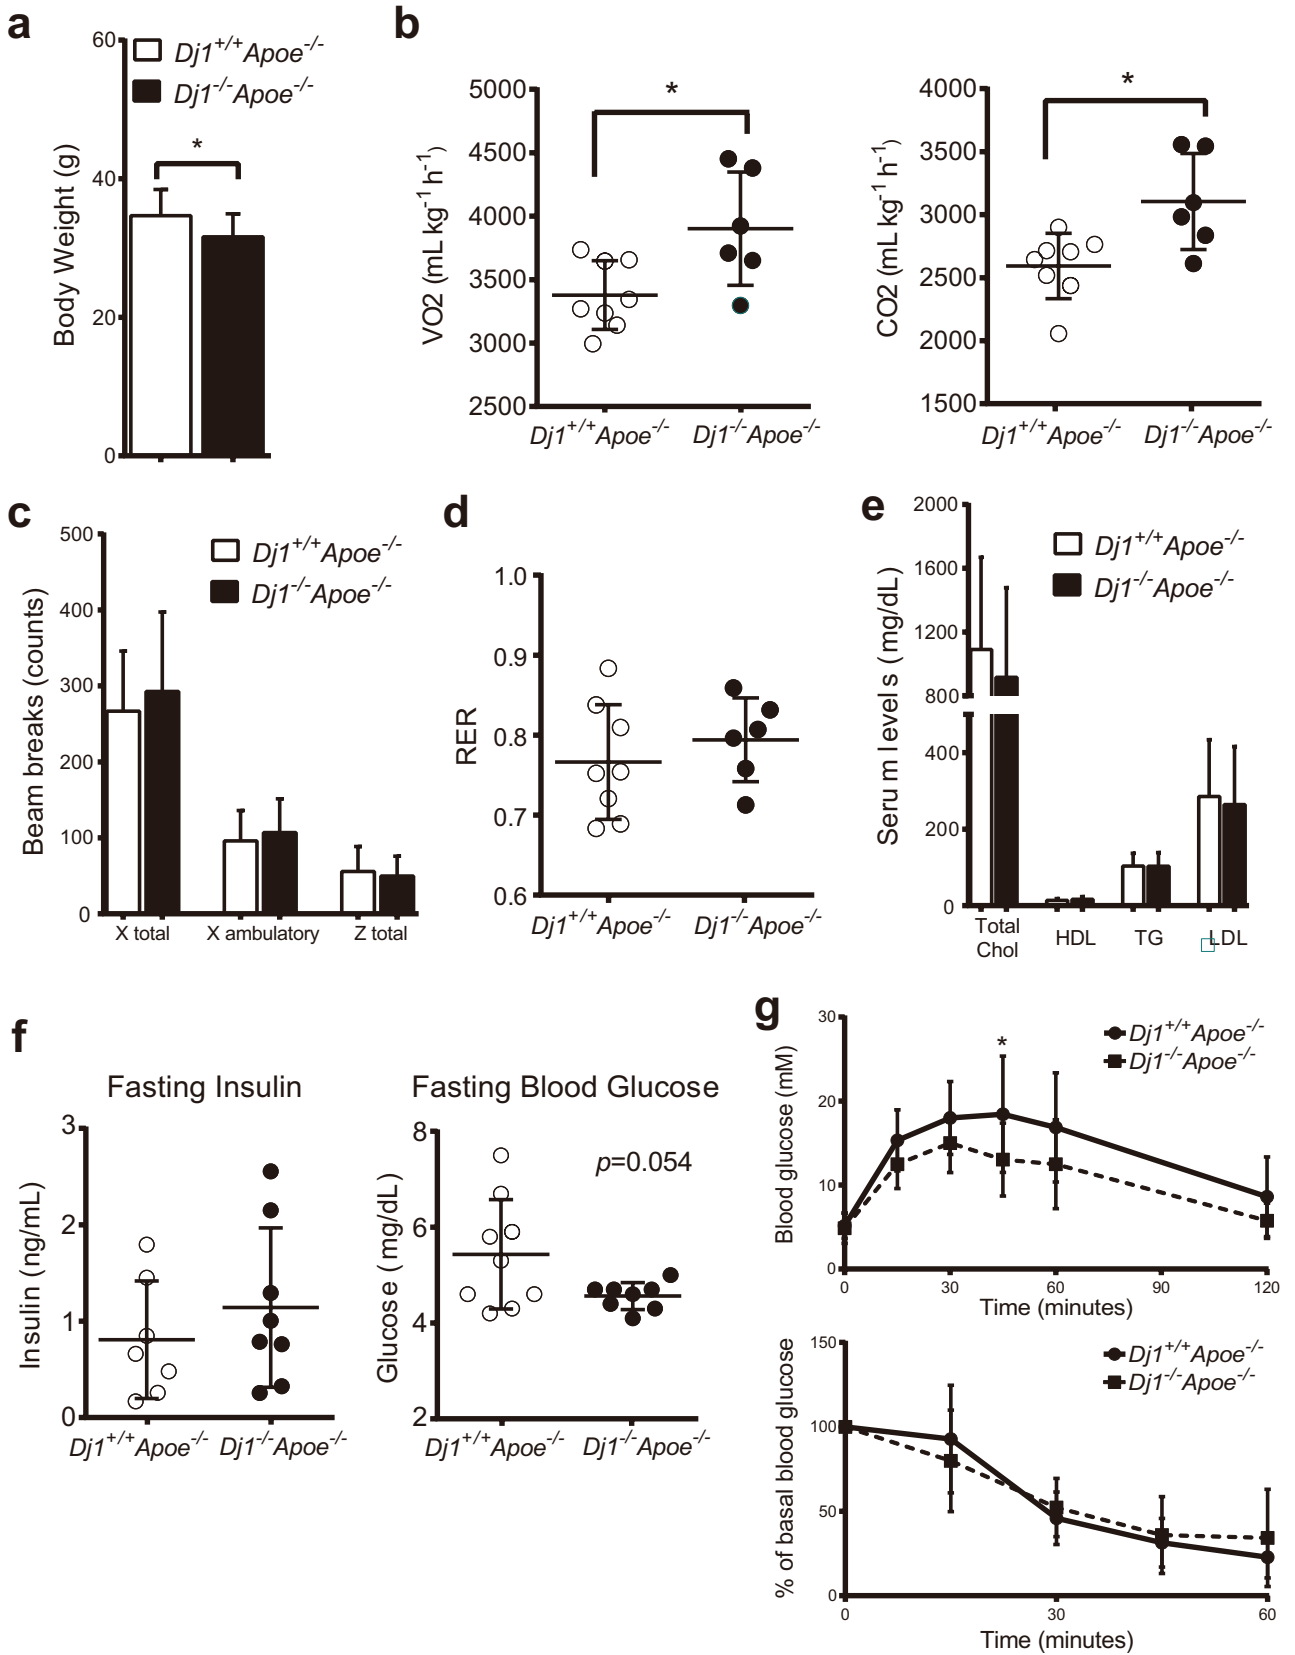 a
60
40
20
0
Body Weight (g)
Dj1+/+Apoe-/-
Dj1-/-Apoe-/-
*
b
5000
4500
4000
3500
3000
2500
VO2 (mL kg-1 h-1)
*
Dj1+/+Apoe-/-
Dj1-/-Apoe-/-
4000
3500
3000
2500
2000
1500
CO2 (mL kg-1 h-1)
*
Dj1+/+Apoe-/-
Dj1-/-Apoe-/-
c
500
400
300
200
100
0
Beam breaks (counts)
Dj1+/+Apoe-/-
Dj1-/-Apoe-/-
X total
X ambulatory
Z total
d
1.0
0.9
0.8
0.7
0.6
RER
Dj1+/+Apoe-/-
Dj1-/-Apoe-/-
e
2000
1600
1200
800
400
200
0
Serum levels (mg/dL)
Dj1+/+Apoe-/-
Dj1-/-Apoe-/-
Total
Chol
HDL
TG
LDL
f
Fasting Insulin
3
2
1
0
Insulin (ng/mL)
Dj1+/+Apoe-/-
Dj1-/-Apoe-/-
Fasting Blood Glucose
8
6
4
2
Glucose (mg/dL)
p=0.054
Dj1+/+Apoe-/-
Dj1-/-Apoe-/-
g
30
20
10
0
Blood glucose (mM)
*
Dj1+/+Apoe-/-
Dj1-/-Apoe-/-
0
30
60
90
120
Time (minutes)
150
100
50
0
% of basal blood glucose
Dj1+/+Apoe-/-
Dj1-/-Apoe-/-
0
30
60
Time (minutes)